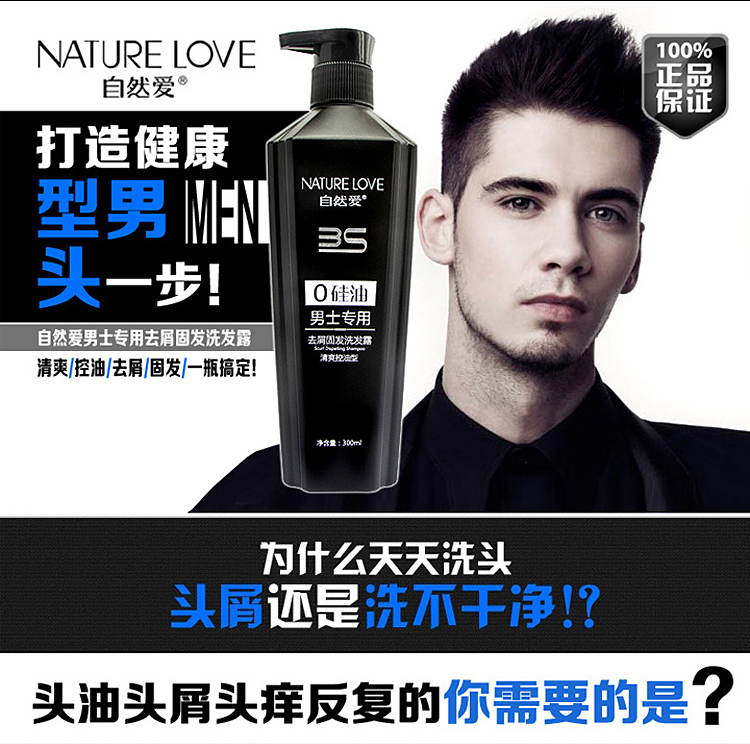 NATURE LOVE
自然爱®
100%
正品
保证
打造健康
型男 MEN
头一步!
自然爱男士专用去屑固发洗发露
清爽/控油/去屑/固发/一瓶搞定!
NATURE LOVE
自然爱®
3S
0硅油
男士专用
去屑固发洗发露
Scurf Dispelling Shampoo
清爽控油型
净含量:300ml
为什么天天洗头
头屑还是洗不干净!?
头油头屑头痒反复的你需要的是?